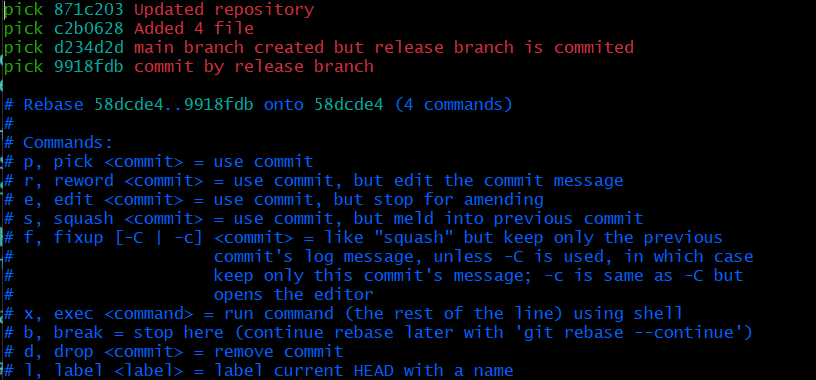 pick 871c203 Updated repository
pick c2b0628 Added 4 file
pick d234d2d main branch created but release branch is commited
pick 9918fdb commit by release branch
# Rebase 58dcde4..9918fdb onto 58dcde4 (4 commands)
#
# Commands:
# p, pick <commit> = use commit
# r, reword <commit> = use commit, but edit the commit message
# e, edit <commit> = use commit, but stop for amending
# s, squash <commit> = use commit, but meld into previous commit
# f, fixup [-C | -c] <commit> = like "squash" but keep only the previous
#                    commit's log message, unless -C is used, in which case
#                    keep only this commit's message; -c is same as -C but
#                    opens the editor
# x, exec <command> = run command (the rest of the line) using shell
# b, break = stop here (continue rebase later with 'git rebase --continue')
# d, drop <commit> = remove commit
# l, label <label> = label current HEAD with a name